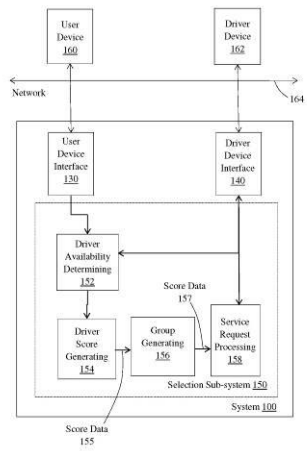 User
Device
160
Driver
Device
162
Network
164
User
Device
Interface
130
Driver
Device
Interface
140
Driver
Availability
Determining
152
Score Data
157
Driver
Score
Generating
154
Group
Generating
156
Service
Request
Processing
158
Selection Sub-system 150
System 100
Score Data
155